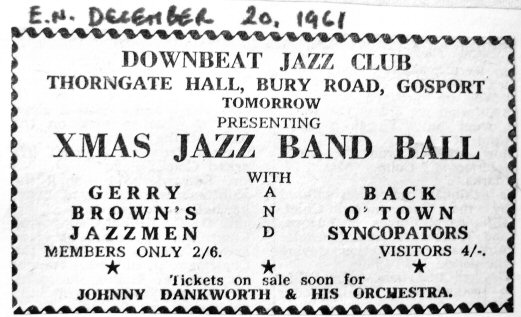 E.N. DECEMBER 20, 1961
DOWNBEAT JAZZ CLUB
THORNGATE HALL, BURY ROAD, GOSPORT
TOMORROW
PRESENTING
XMAS JAZZ BAND BALL
WITH
GERRY A BACK
BROWN'S N O' TOWN
JAZZMEN D SYNCOPATORS
MEMBERS ONLY 2/6. VISITORS 4/-.
Tickets on sale soon for
JOHNNY DANKWORTH & HIS ORCHESTRA.